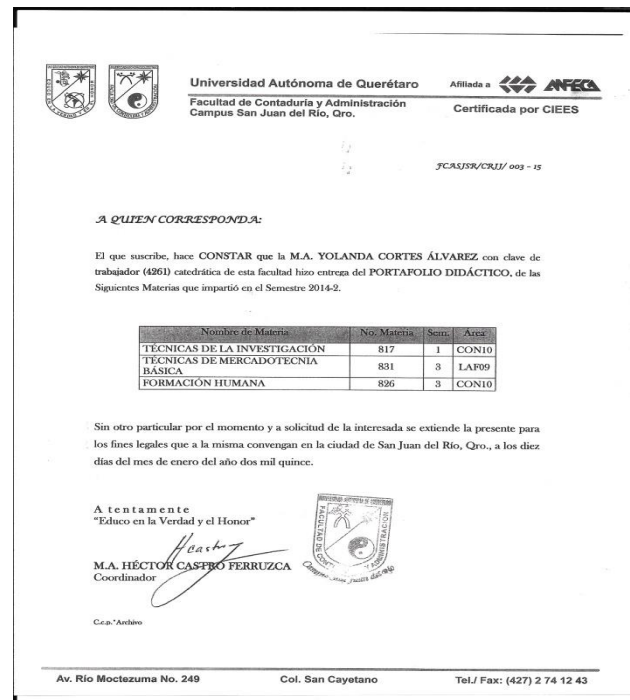 Universidad Autónoma de Querétaro
Afiliada a ANFECA
Facultad de Contaduría y Administración
Campus San Juan del Río, Qro.
Certificada por CIEES
FCASJSR/CRJJ/ 003 - 15
A QUIEN CORRESPONDA:
El que suscribe, hace CONSTAR que la M.A. YOLANDA CORTES ÁLVAREZ con clave de
trabajador (4261) catedrática de esta facultad hizo entrega del PORTAFOLIO DIDÁCTICO, de las
Siguientes Materias que impartió en el Semestre 2014-2.
Nombre de Materia No. Materia Sem. Área
TÉCNICAS DE LA INVESTIGACIÓN 817 1 CON10
TÉCNICAS DE MERCADOTECNIA
BÁSICA 831 3 LAF09
FORMACIÓN HUMANA 826 3 CON10
Sin otro particular por el momento y a solicitud de la interesada se extiende la presente para
los fines legales que a la misma convengan en la ciudad de San Juan del Río, Qro., a los diez
días del mes de enero del año dos mil quince.
A t e n t a m e n t e
"Educo en la Verdad y el Honor"
M.A. HÉCTOR CASTRO FERRUZCA
Coordinador
FACULTAD DE CONT. Y ADMINISTRACION
C.c.p.*Archivo
Av. Río Moctezuma No. 249 Col. San Cayetano Tel./ Fax: (427) 2 74 12 43